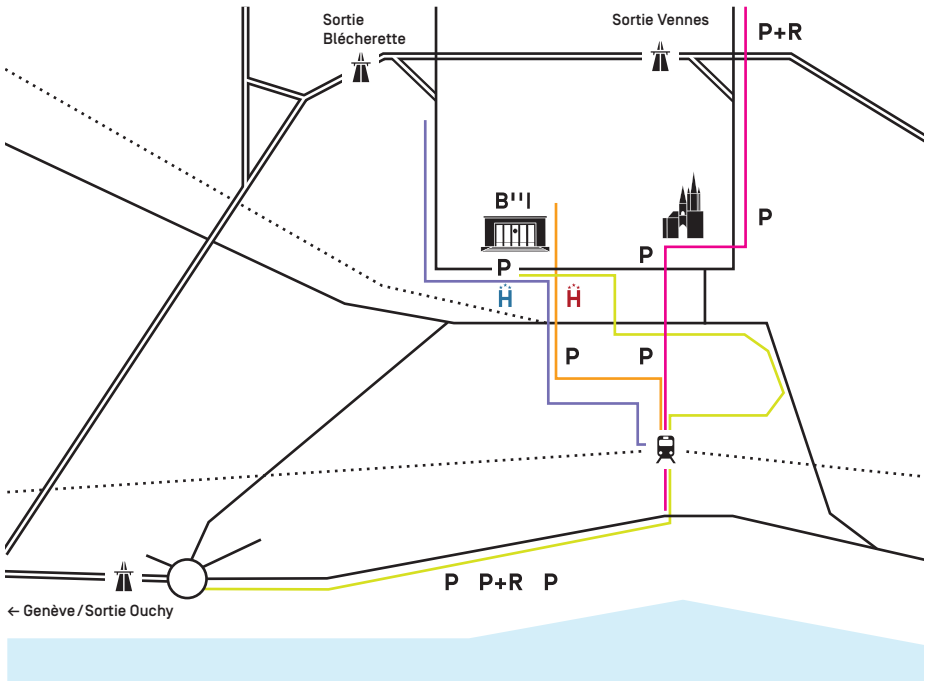 Sortie
Blécherette
Sortie Vennes
P+R
P
B''l
P
P
H
H
P
P
P P+R P
← Genève/Sortie Ouchy